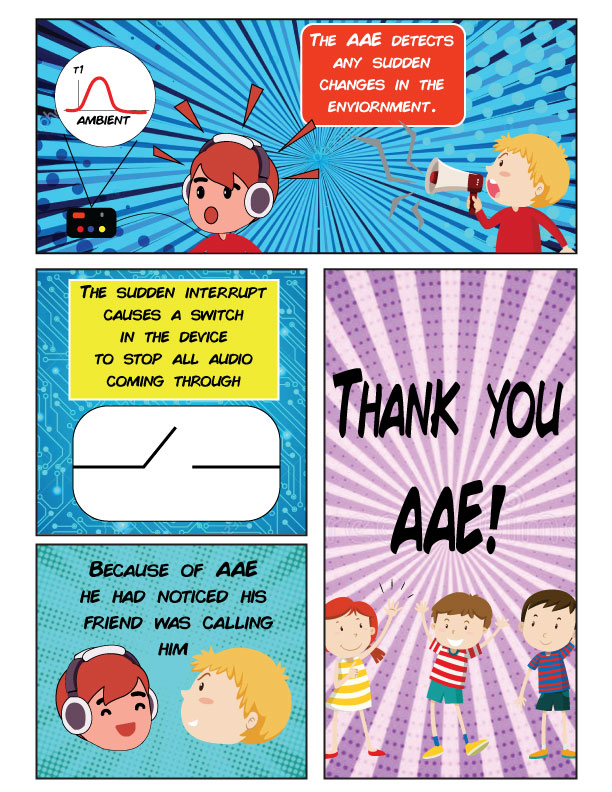 T1
AMBIENT
THE AAE DETECTS
ANY SUDDEN
CHANGES IN THE
ENVIORNMENT.
THE SUDDEN INTERRUPT
CAUSES A SWITCH
IN THE DEVICE
TO STOP ALL AUDIO
COMING THROUGH
BECAUSE OF AAE
HE HAD NOTICED HIS
FRIEND WAS CALLING
HIM
THANK YOU
AAE!